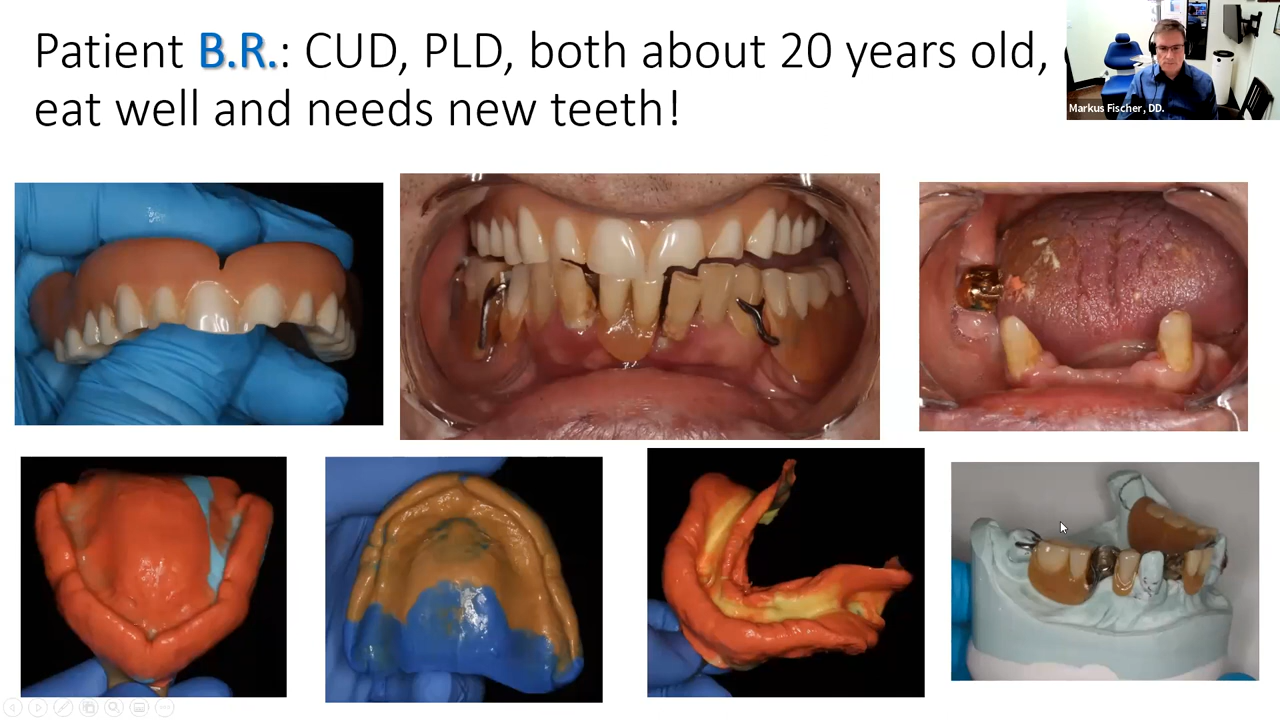 Patient B.R.: CUD, PLD, both about 20 years old,
eat well and needs new teeth!
Markus Fischer, DD.